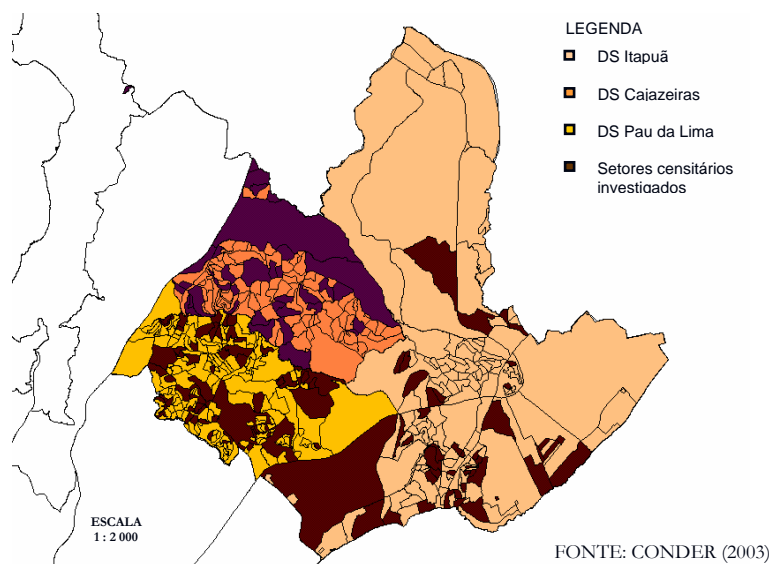 LEGENDA
DS Itapuã
DS Cajazeiras
DS Pau da Lima
Setores censitários
investigados
ESCALA
1 : 2 000
FONTE: CONDER (2003)